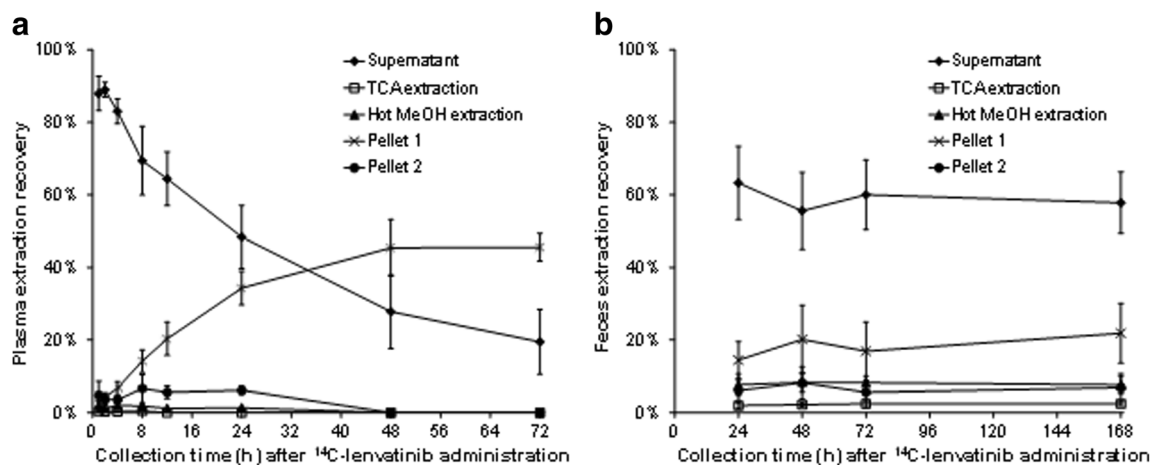 a
100%
80%
60%
40%
20%
0%
Plasma extraction recovery
Supernatant
TCA extraction
Hot MeOH extraction
Pellet 1
Pellet 2
0 8 16 24 32 40 48 56 64 72
Collection time (h) after ¹⁴C-lenvatinib administration
b
100%
80%
60%
40%
20%
0%
Feces extraction recovery
Supernatant
TCA extraction
Hot MeOH extraction
Pellet 1
Pellet 2
0 24 48 72 96 120 144 168
Collection time (h) after ¹⁴C-lenvatinib administration